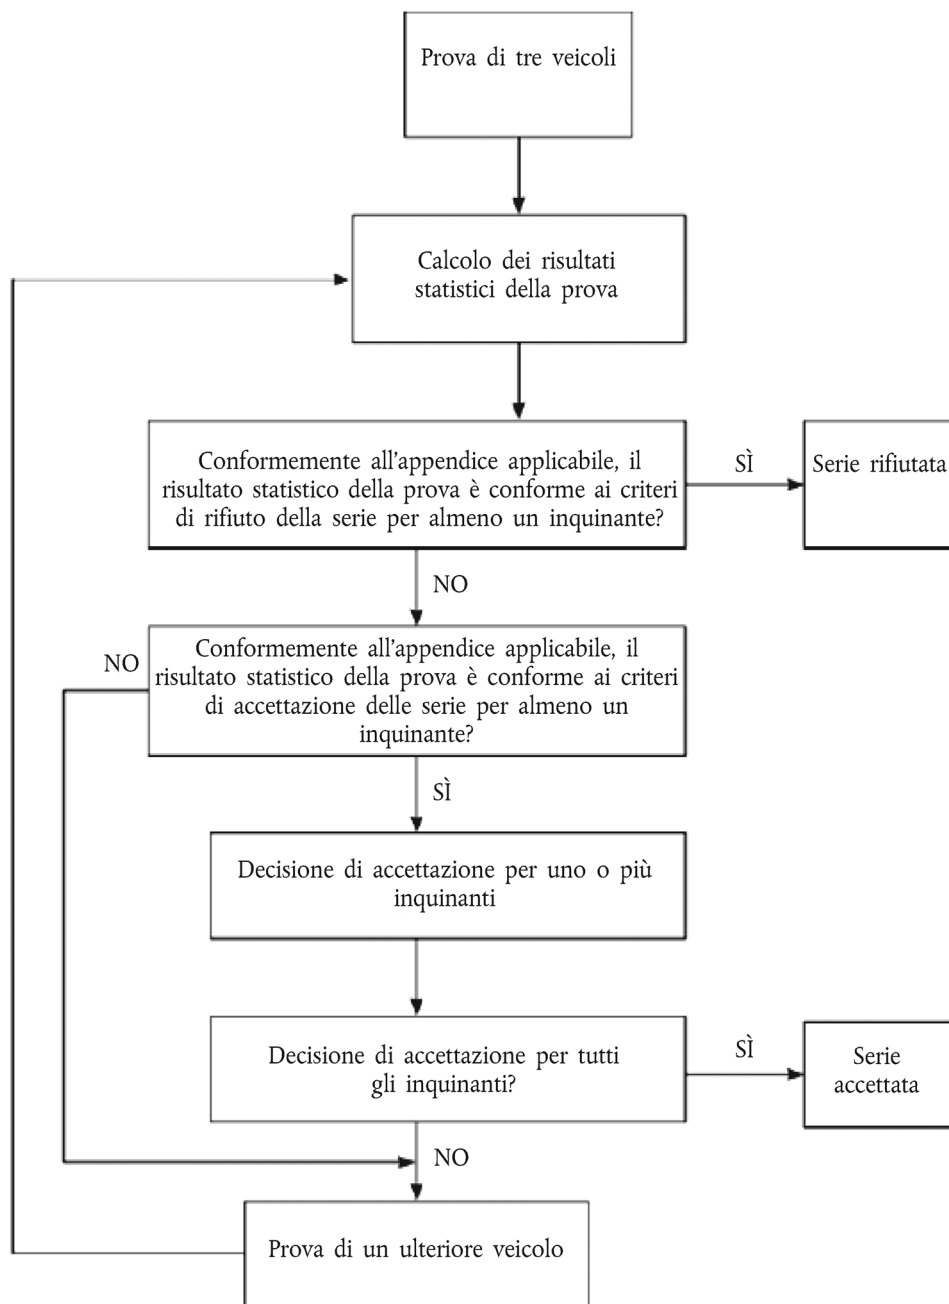 Prova di tre veicoli
Calcolo dei risultati
statistici della prova
Conformemente all'appendice applicabile, il
risultato statistico della prova è conforme ai criteri
di rifiuto della serie per almeno un inquinante?
SÌ
Serie rifiutata
NO
Conformemente all'appendice applicabile, il
risultato statistico della prova è conforme ai criteri
di accettazione delle serie per almeno un
inquinante?
NO
SÌ
Decisione di accettazione per uno o più
inquinanti
Decisione di accettazione per tutti
gli inquinanti?
SÌ
Serie
accettata
NO
Prova di un ulteriore veicolo